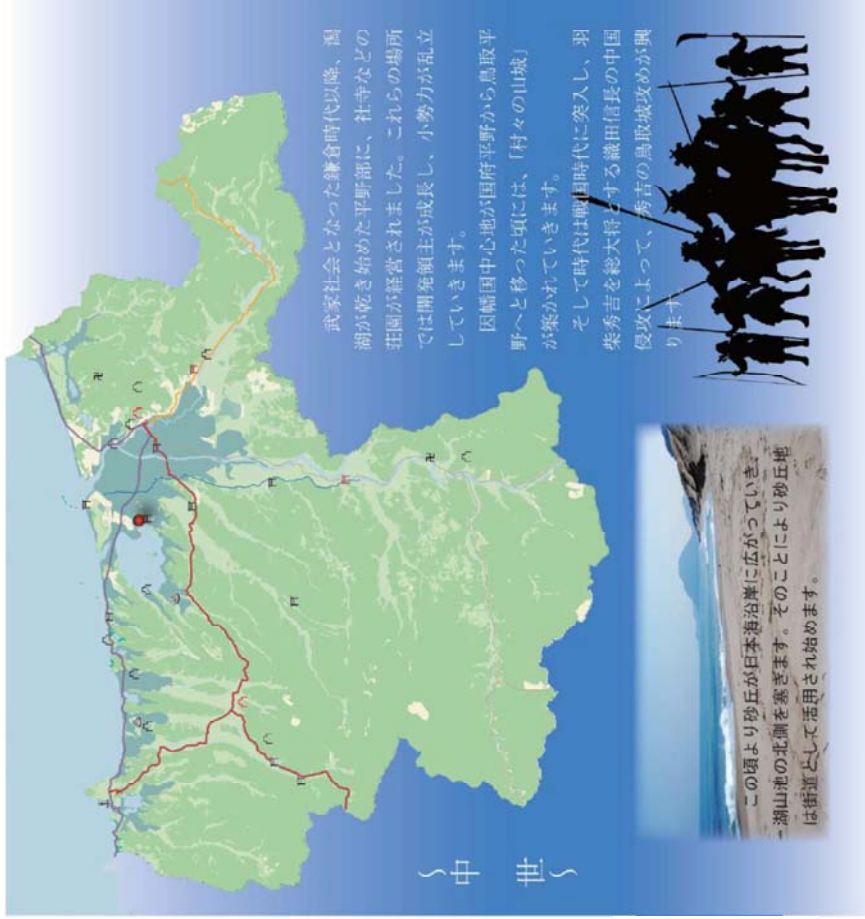 ～中 世～
武家社会となった鎌倉時代以降、潟
湖が乾き始めた平野部に、社寺などの
荘園が経営されました。これらの場所
では開発領主が成長し、小勢力が乱立
していきます。
因幡国中心地が国府平野から鳥取平
野へと移った頃には、「村々の山城」
が築かれていきます。
そして時代は戦国時代に突入し、羽
柴秀吉を総大将とする織田信長の中国
侵攻によって、秀吉の鳥取城攻めが興
ります。
この頃より砂丘が日本海沿岸に広がっていき、
湖山池の北側を塞ぎます。そのことにより砂丘地
は街道として活用され始めます。